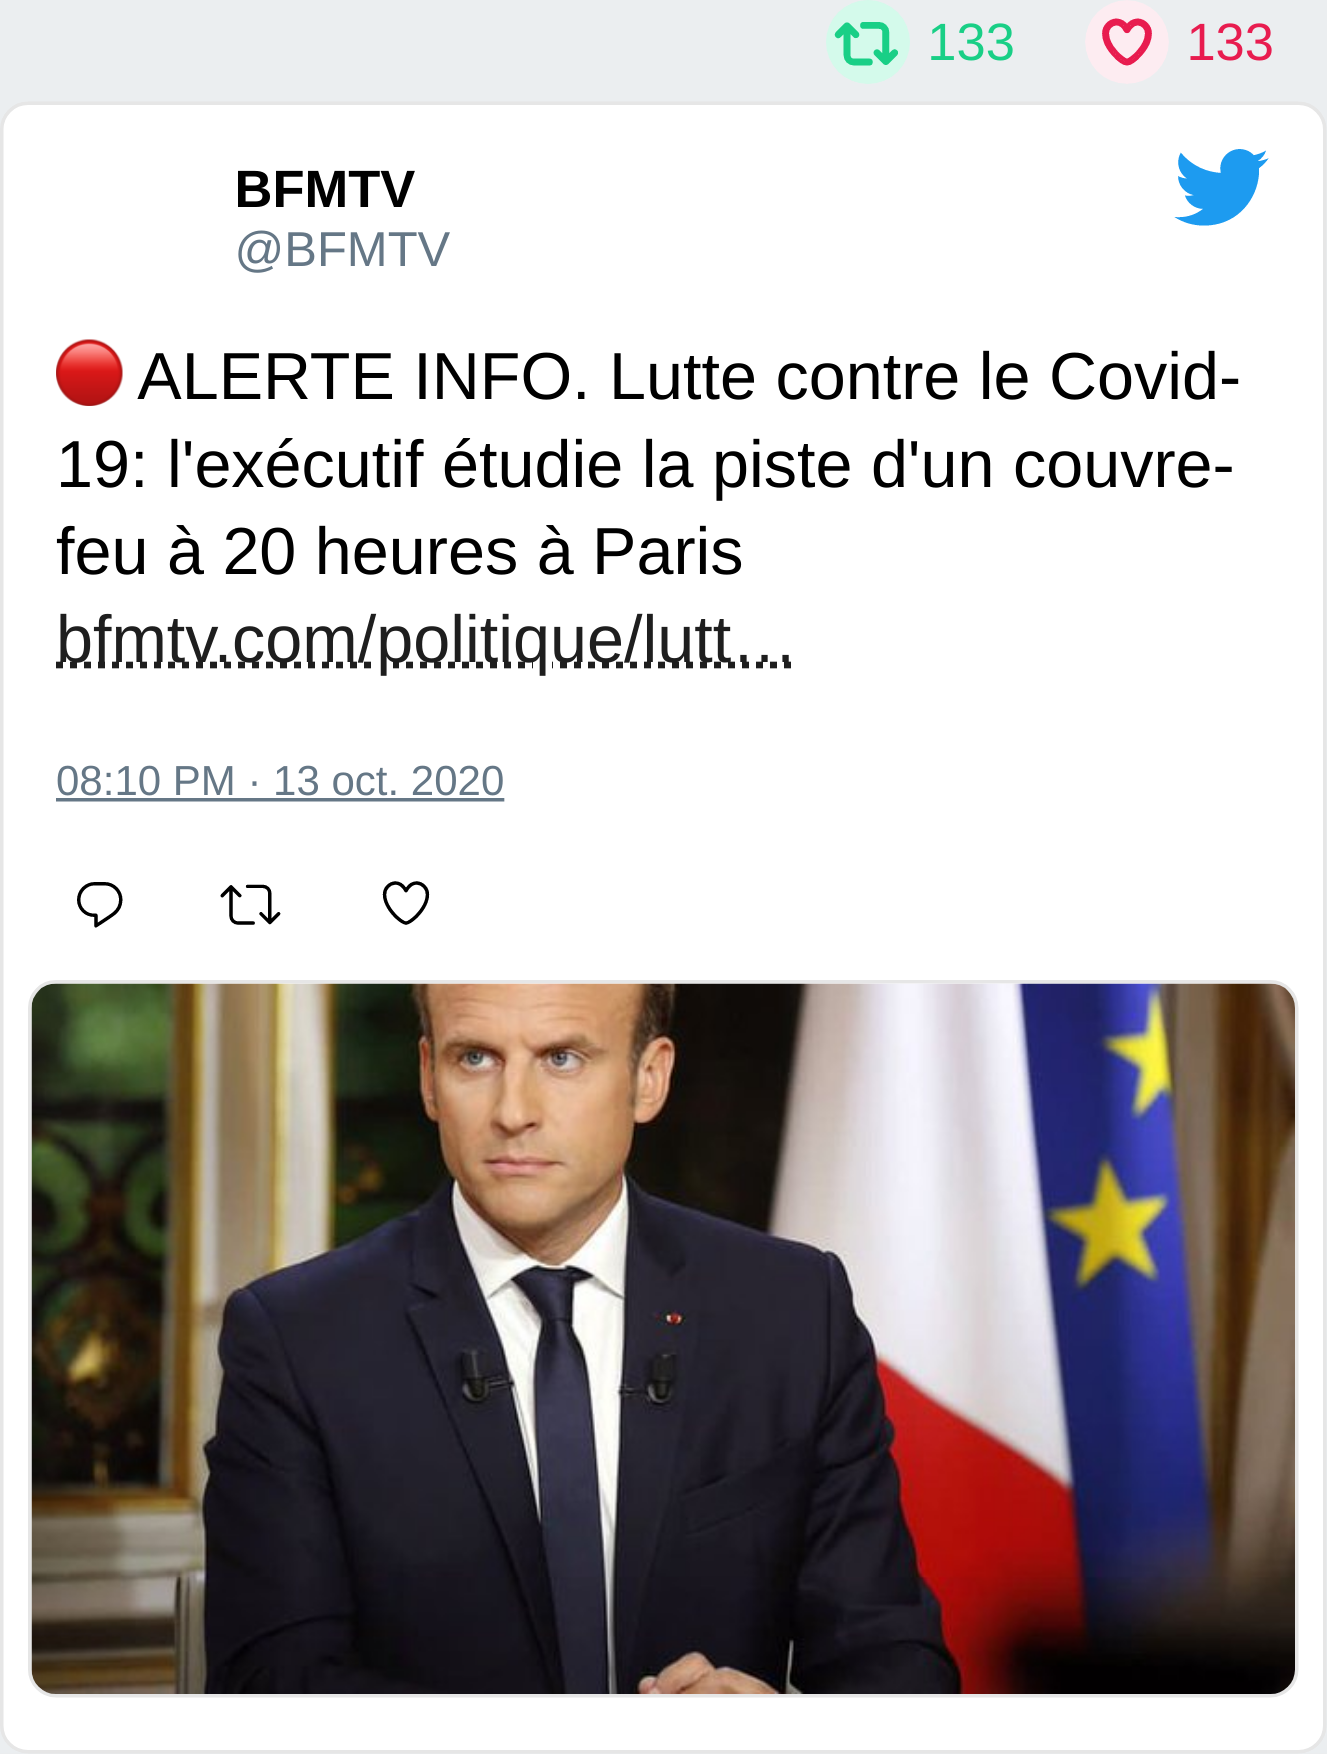 133 133
BFMTV
@BFMTV
🔴 ALERTE INFO. Lutte contre le Covid-
19: l'exécutif étudie la piste d'un couvre-
feu à 20 heures à Paris
bfmtv.com/politique/lutt…
08:10 PM · 13 oct. 2020